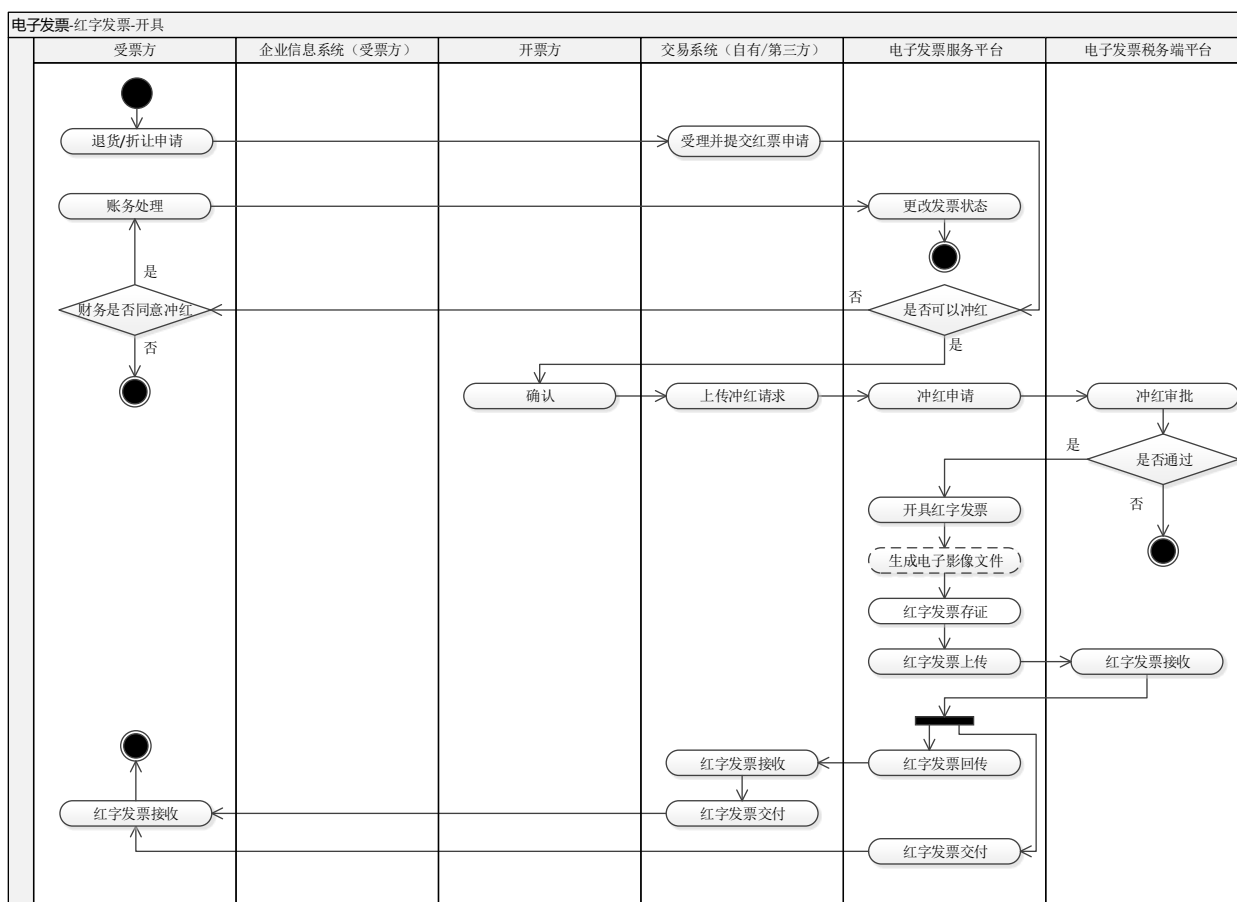 电子发票-红字发票-开具
受票方
企业信息系统（受票方）
开票方
交易系统（自有/第三方）
电子发票服务平台
电子发票税务端平台
退货/折让申请
受理并提交红票申请
账务处理
更改发票状态
是
否
财务是否同意冲红
是否可以冲红
否
是
确认
上传冲红请求
冲红申请
冲红审批
是
是否通过
否
开具红字发票
生成电子影像文件
红字发票存证
红字发票上传
红字发票接收
红字发票接收
红字发票回传
红字发票接收
红字发票交付
红字发票交付